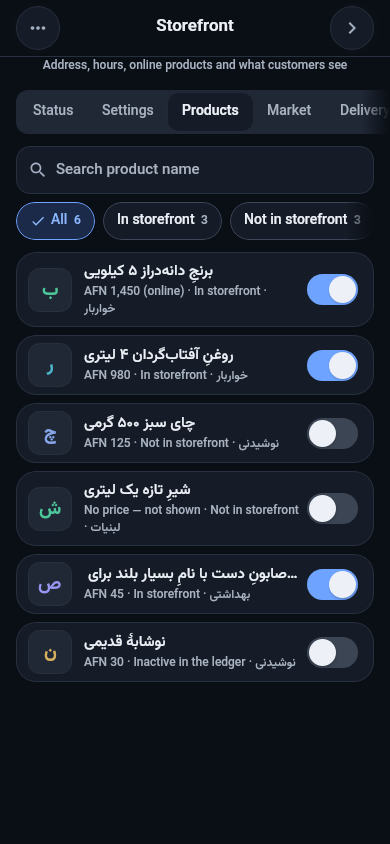 Storefront
Address, hours, online products and what customers see
Status Settings Products Market Delivery
Search product name
All 6 In storefront 3 Not in storefront 3
ب
برنجِ دانه‌دراز ۵ کیلویی
AFN 1,450 (online) · In storefront ·
خواربار
ر
روغنِ آفتاب‌گردان ۴ لیتری
AFN 980 · In storefront · خواربار
چ
چای سبز ۵۰۰ گرمی
AFN 125 · Not in storefront · نوشیدنی
ش
شیرِ تازه یک لیتری
No price — not shown · Not in storefront
· لبنیات
ص
صابونِ دست با نامِ بسیار بلند برای…
AFN 45 · In storefront · بهداشتی
ن
نوشابهٔ قدیمی
AFN 30 · Inactive in the ledger · نوشیدنی